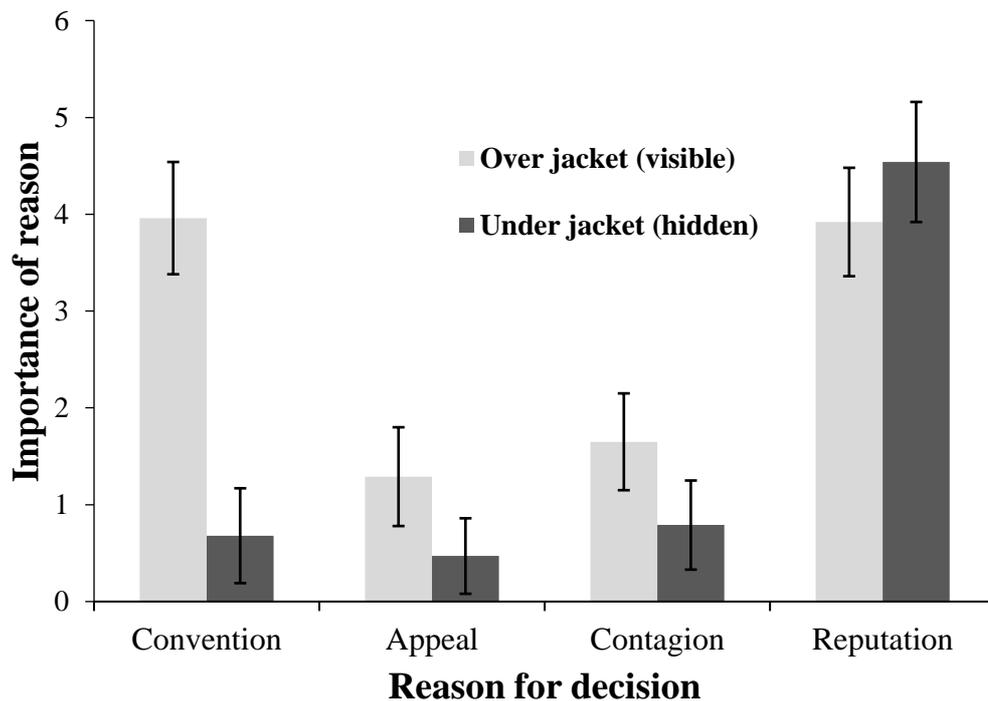 6
5
4
3
2
1
0
Importance of reason
Over jacket (visible)
Under jacket (hidden)
Convention Appeal Contagion Reputation
Reason for decision